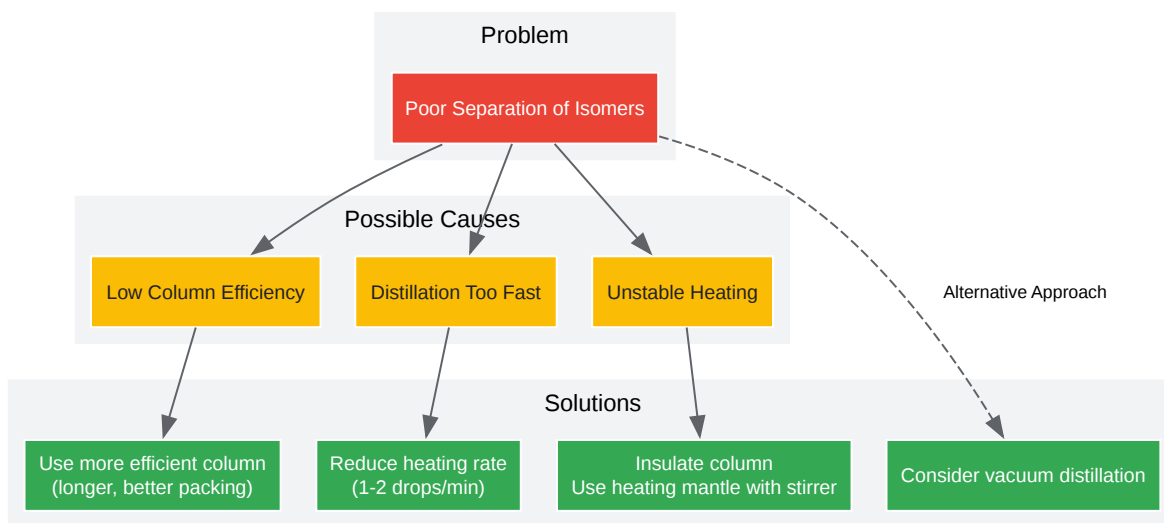 Problem
Poor Separation of Isomers
Possible Causes
Low Column Efficiency
Distillation Too Fast
Unstable Heating
Alternative Approach
Solutions
Use more efficient column
(longer, better packing)
Reduce heating rate
(1-2 drops/min)
Insulate column
Use heating mantle with stirrer
Consider vacuum distillation